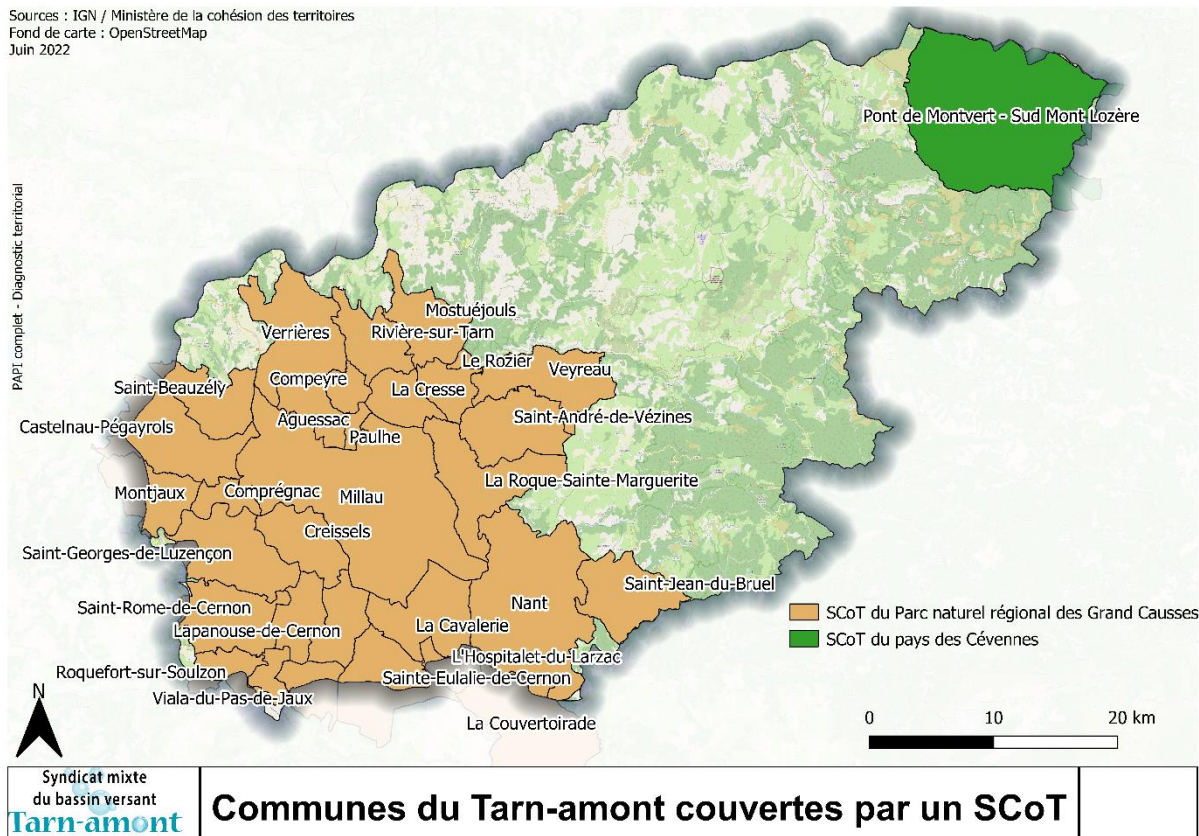 Sources : IGN / Ministère de la cohésion des territoires
Fond de carte : OpenStreetMap
Juin 2022
PAPI complet - Diagnostic territorial
Pont de Montvert - Sud Mont Lozère
Mostuéjouls
Verrières
Rivière-sur-Tarn
Le Rozier
Veyreau
Compeyre
La Cresse
Saint-Beauzély
Saint-André-de-Vézines
Aguessac
Castelnau-Pégayrols
Paulhe
La Roque-Sainte-Marguerite
Montjaux
Comprégnac
Millau
Creissels
Saint-Georges-de-Luzençon
Saint-Jean-du-Bruel
Nant
Saint-Rome-de-Cernon
La Cavalerie
Lapanouse-de-Cernon
L'Hospitalet-du-Larzac
Roquefort-sur-Soulzon
Sainte-Eulalie-de-Cernon
Viala-du-Pas-de-Jaux
La Couvertoirade
SCoT du Parc naturel régional des Grand Causses
SCoT du pays des Cévennes
N
0 10 20 km
Syndicat mixte
du bassin versant
Tarn-amont
Communes du Tarn-amont couvertes par un SCoT